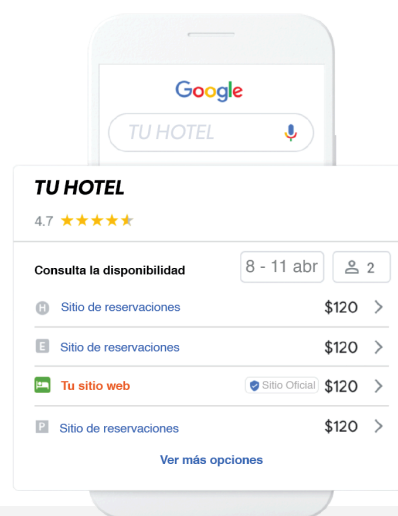 Google
TU HOTEL
TU HOTEL
4.7
Consulta la disponibilidad
8 - 11 abr
2
H Sitio de reservaciones $120
E Sitio de reservaciones $120
Tu sitio web Sitio Oficial $120
P Sitio de reservaciones $120
Ver más opciones